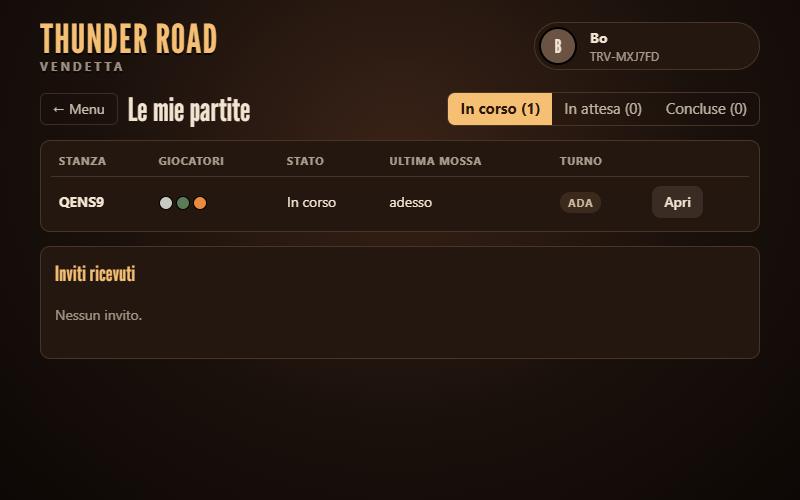 THUNDER ROAD
VENDETTA
B
Bo
TRV-MXJ7FD
← Menu
Le mie partite
In corso (1)
In attesa (0)
Concluse (0)
STANZA GIOCATORI STATO ULTIMA MOSSA TURNO
QENS9 In corso adesso ADA Apri
Inviti ricevuti
Nessun invito.